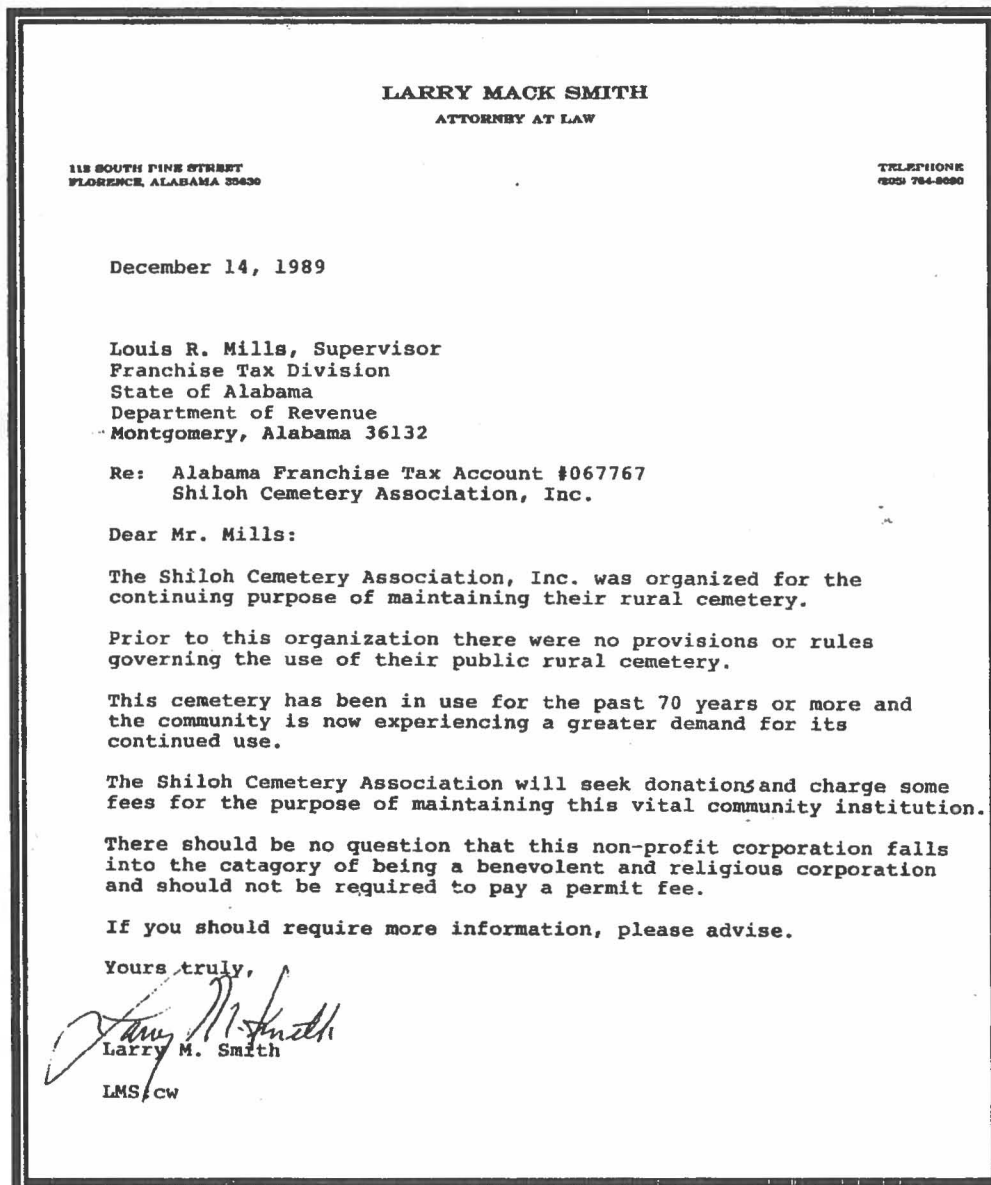 LARRY MACK SMITH
ATTORNEY AT LAW
SOUTH PINE STREET
FLORENCE, ALABAMA 35630
TELEPHONE
(205)
December 14, 1989
Louis R. Mills, Supervisor
Franchise Tax Division
State of Alabama
Department of Revenue
Montgomery, Alabama 36132
Re: Alabama Franchise Tax Account #067767
Shiloh Cemetery Association, Inc.
Dear Mr. Mills:
The Shiloh Cemetery Association, Inc. was organized for the
continuing purpose of maintaining their rural cemetery.
Prior to this organization there were no provisions or rules
governing the use of their public rural cemetery.
This cemetery has been in use for the past 70 years or more and
the community is now experiencing a greater demand for its
continued use.
The Shiloh Cemetery Association will seek donations and charge some
fees for the purpose of maintaining this vital community institution.
There should be no question that this non-profit corporation falls
into the catagory of being a benevolent and religious corporation
and should not be required to pay a permit fee.
If you should require more information, please advise.
Yours truly,
Larry M. Smith
Larry M. Smith
LMS:cw